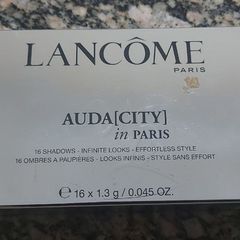 LANCÔME
PARIS
AUDA[CITY]
in PARIS
16 SHADOWS - INFINITE LOOKS - EFFORTLESS STYLE
16 OMBRES A PAUPIÈRES - LOOKS INFINIS - STYLE SANS EFFORT
℮ 16 x 1.3 g / 0.045 OZ.